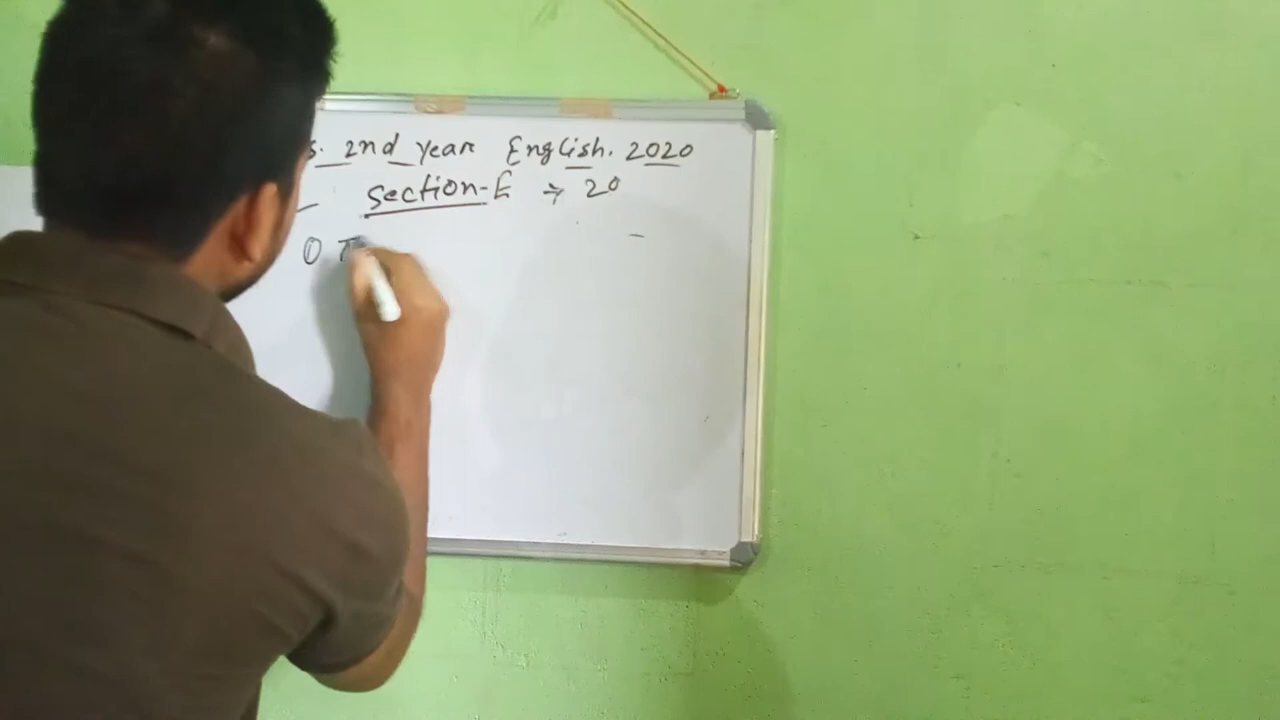 s. 2nd year English. 2020
Section-E ⇒ 20
① T